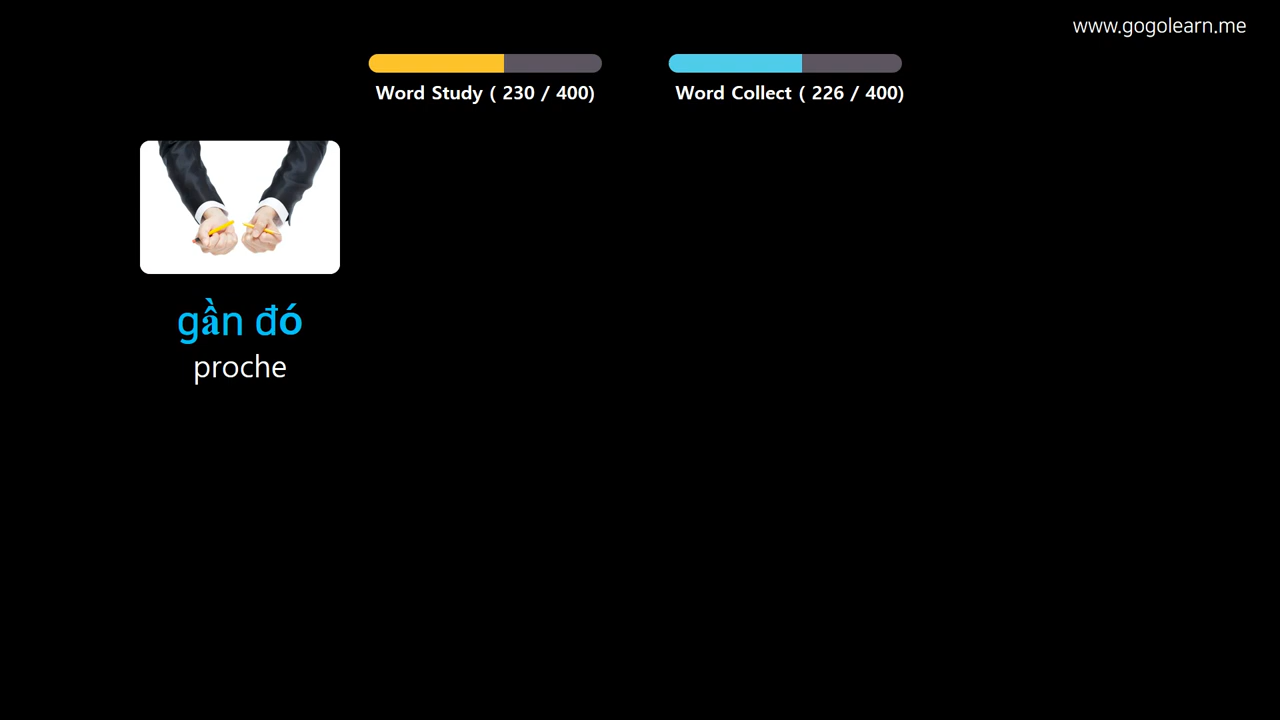 www.gogolearn.me
Word Study ( 230 / 400)
Word Collect ( 226 / 400)
gần đó
proche